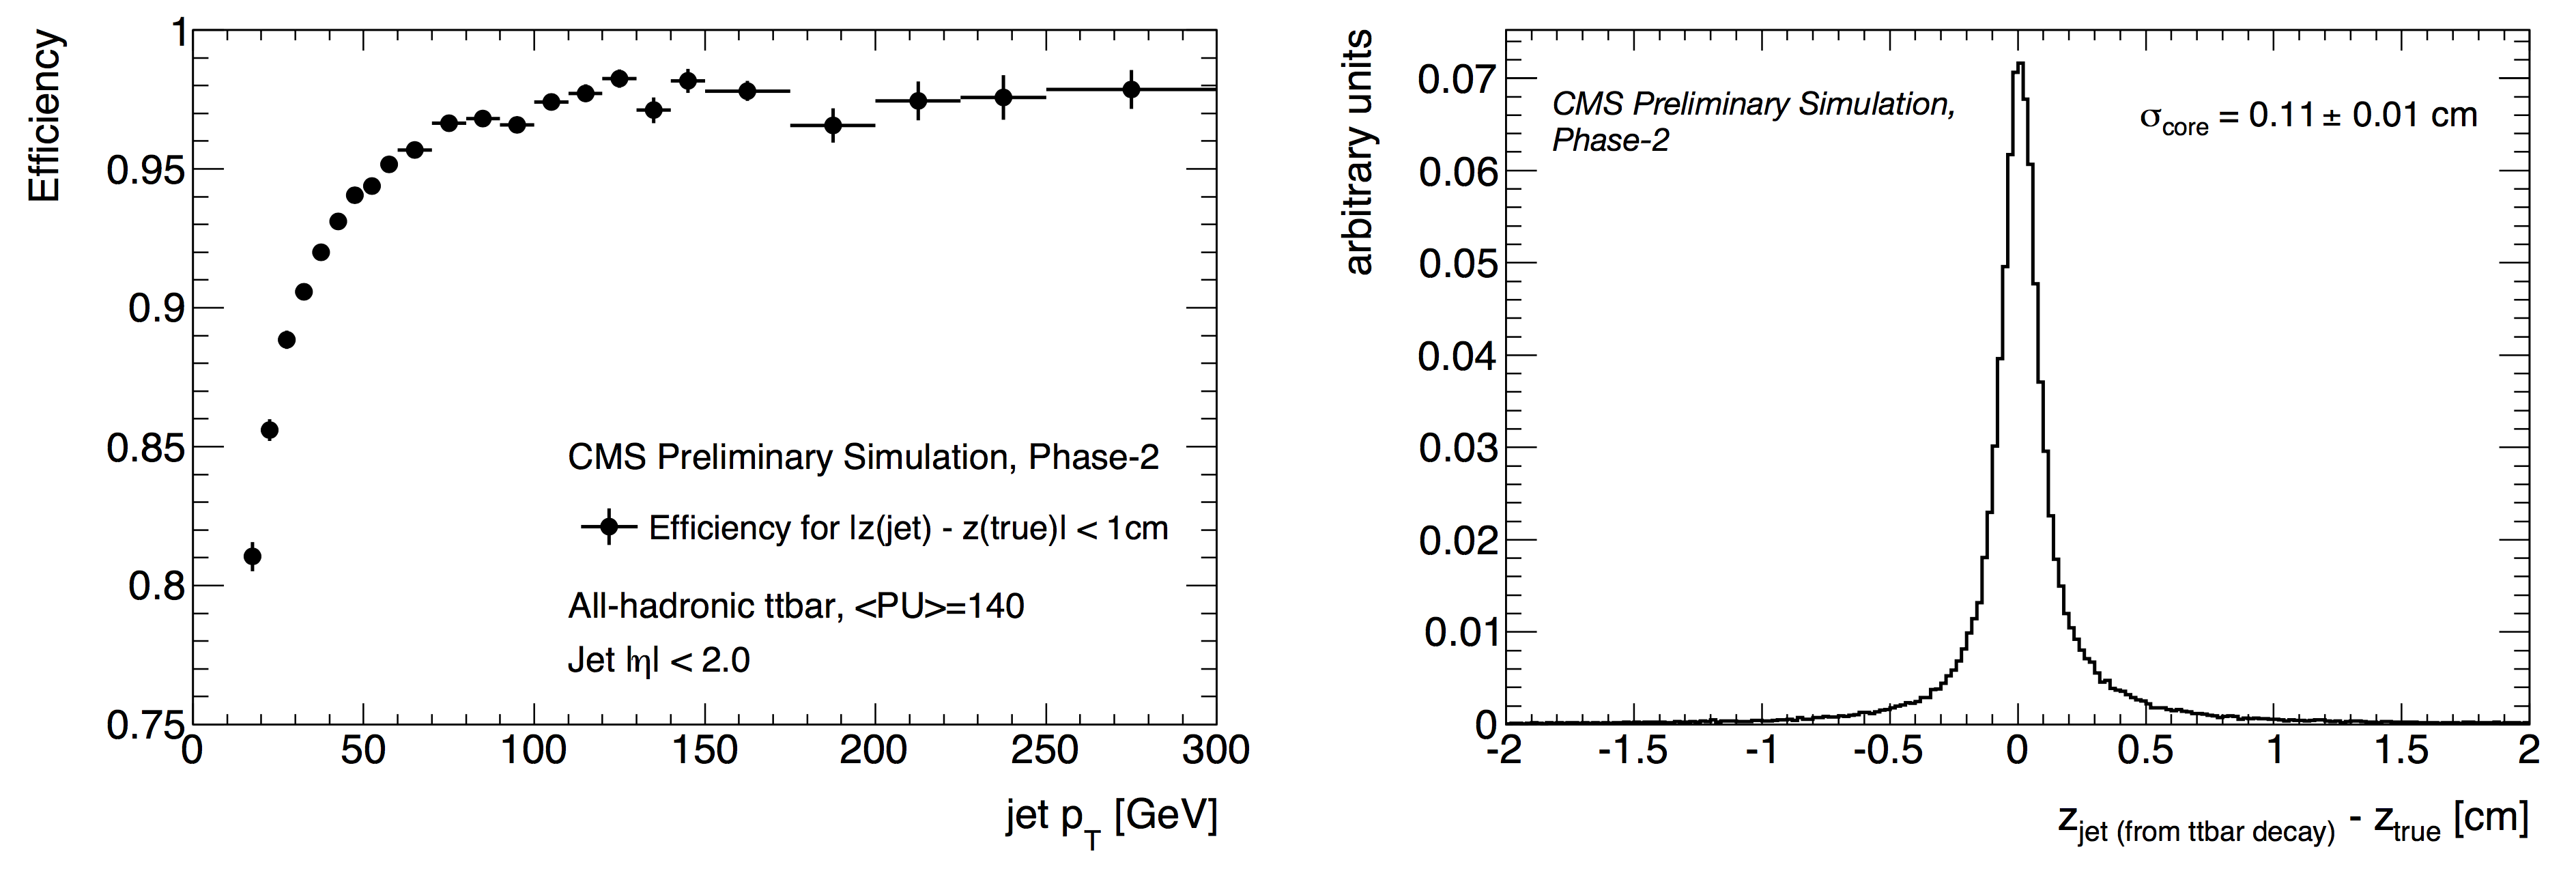 Efficiency
1
0.95
0.9
0.85
0.8
0.75
CMS Preliminary Simulation, Phase-2
Efficiency for |z(jet) - z(true)| < 1cm
All-hadronic ttbar, <PU>=140
Jet |η| < 2.0
0 50 100 150 200 250 300
jet pT [GeV]
arbitrary units
0.07
0.06
0.05
0.04
0.03
0.02
0.01
0
CMS Preliminary Simulation,
Phase-2
σcore = 0.11± 0.01 cm
-2 -1.5 -1 -0.5 0 0.5 1 1.5 2
zjet (from ttbar decay) - ztrue [cm]